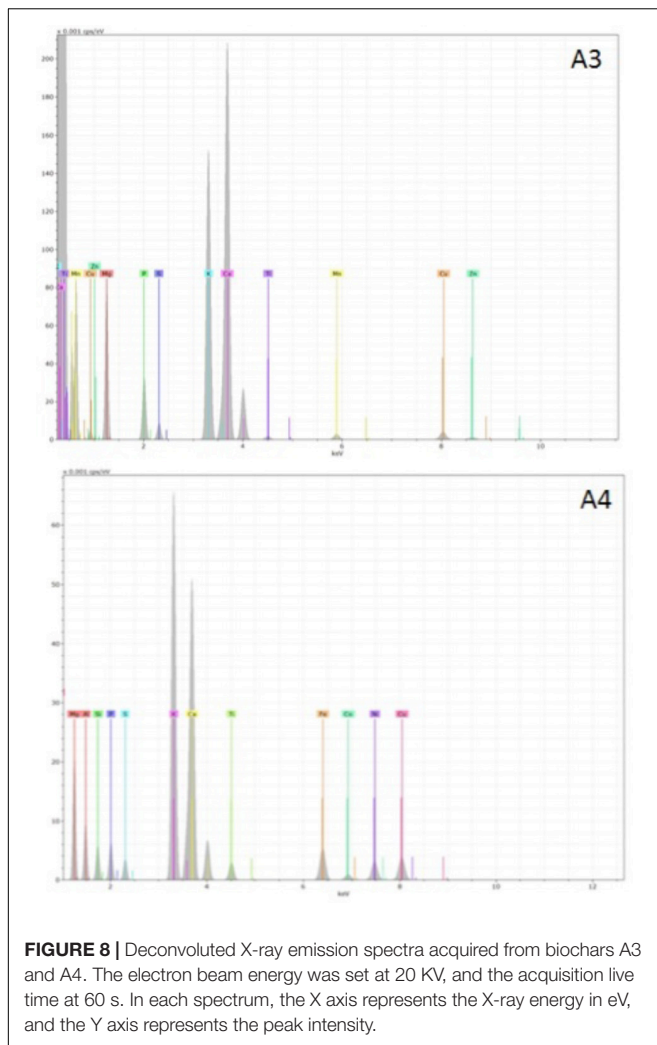 x 0.001 cps/eV
A3
200
180
160
140
120
100
80
60
40
20
0
Ti Mn Cu Zn Mg P S K Ca Ti Mn Cu Zn
2 4 6 8 10
keV
x 0.001 cps/eV
A4
60
50
40
30
20
10
0
Mg Al Si P S K Ca Ti Fe Co Ni Cu
2 4 6 8 10 12
keV
FIGURE 8 | Deconvoluted X-ray emission spectra acquired from biochars A3
and A4. The electron beam energy was set at 20 KV, and the acquisition live
time at 60 s. In each spectrum, the X axis represents the X-ray energy in eV,
and the Y axis represents the peak intensity.